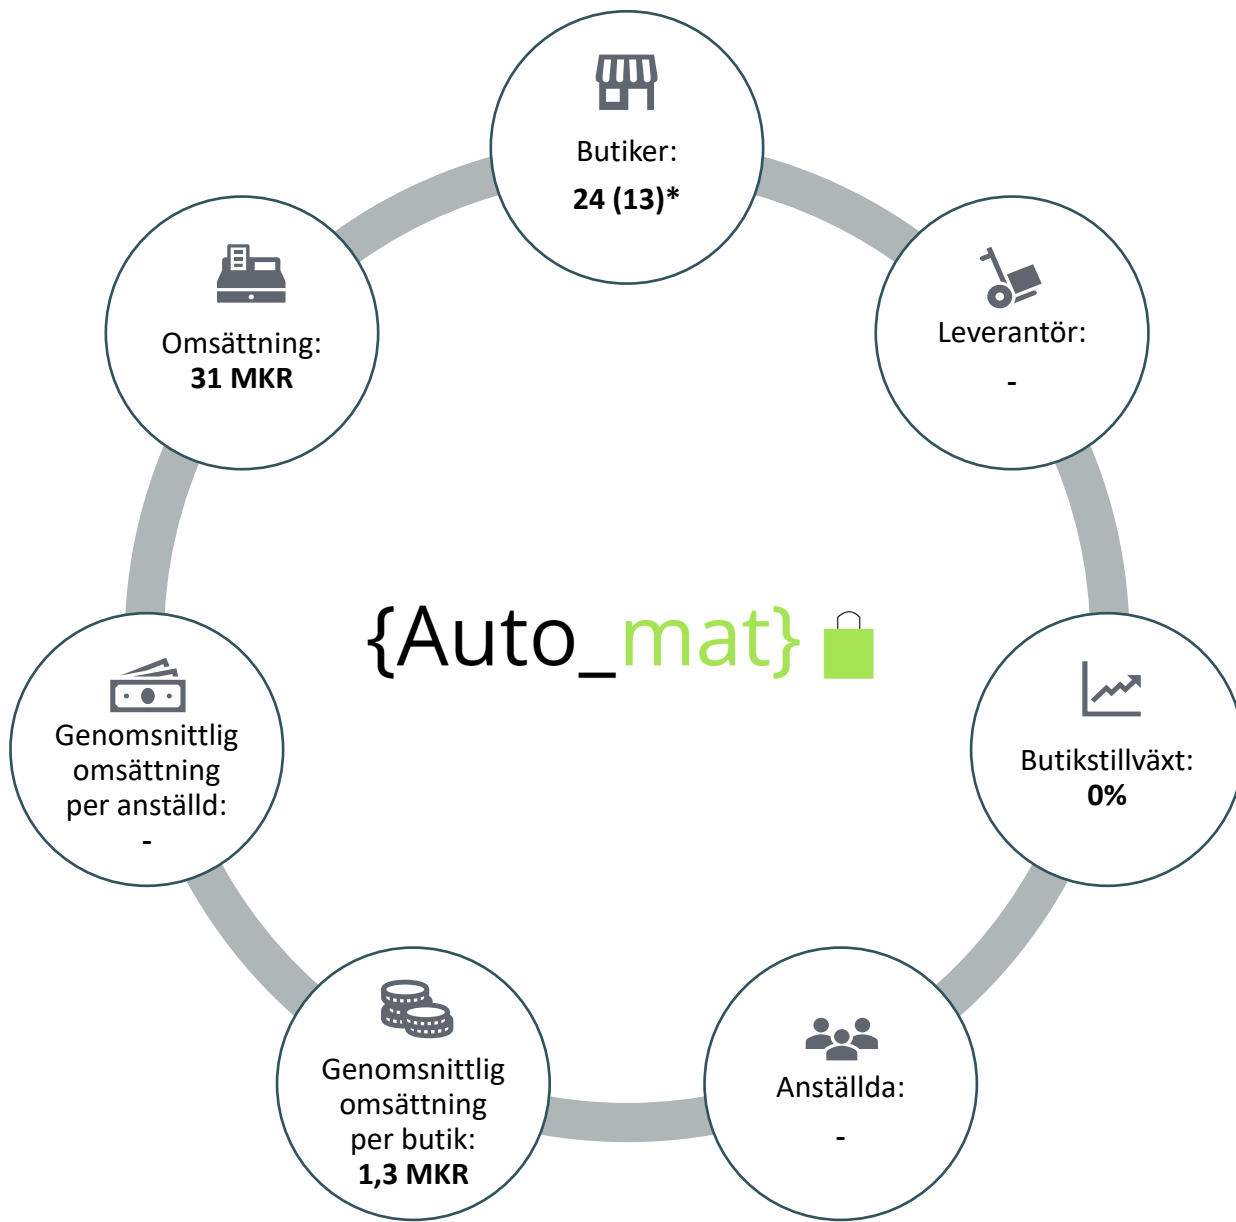 Butiker:
24 (13)*
Leverantör:
-
Butikstillväxt:
0%
Anställda:
-
Genomsnittlig
omsättning
per butik:
1,3 MKR
Genomsnittlig
omsättning
per anställd:
-
Omsättning:
31 MKR
{Auto_mat}